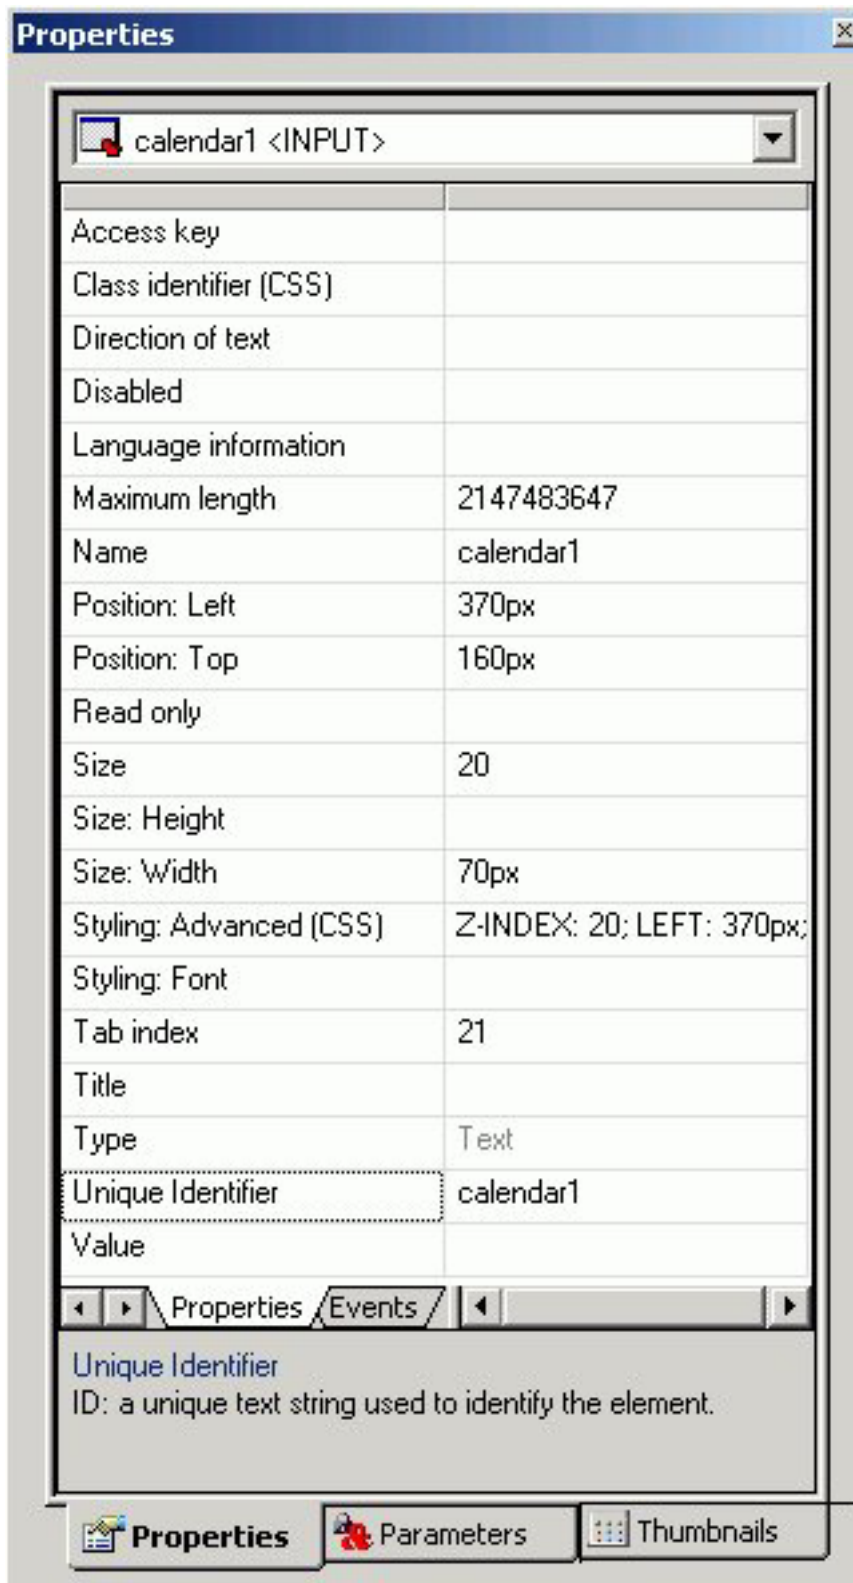 Properties
calendar1 <INPUT>
Access key
Class identifier (CSS)
Direction of text
Disabled
Language information
Maximum length 2147483647
Name calendar1
Position: Left 370px
Position: Top 160px
Read only
Size 20
Size: Height
Size: Width 70px
Styling: Advanced (CSS) Z-INDEX: 20; LEFT: 370px;
Styling: Font
Tab index 21
Title
Type Text
Unique Identifier calendar1
Value
Properties Events
Unique Identifier
ID: a unique text string used to identify the element.
Properties Parameters Thumbnails